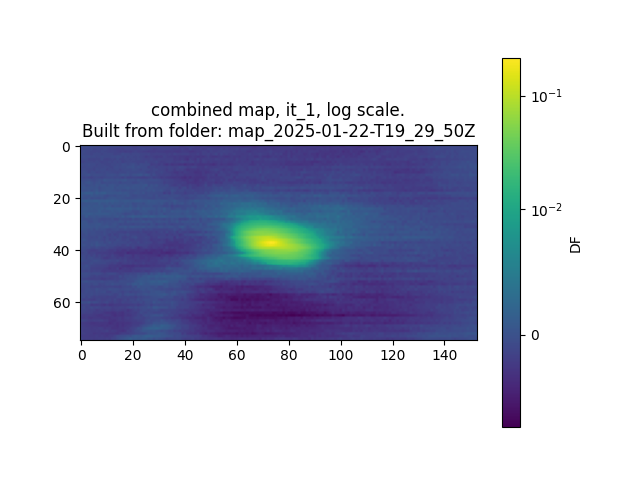 combined map, it_1, log scale.
Built from folder: map_2025-01-22-T19_29_50Z
0
20
40
60
0 20 40 60 80 100 120 140
10⁻¹
10⁻²
0
DF